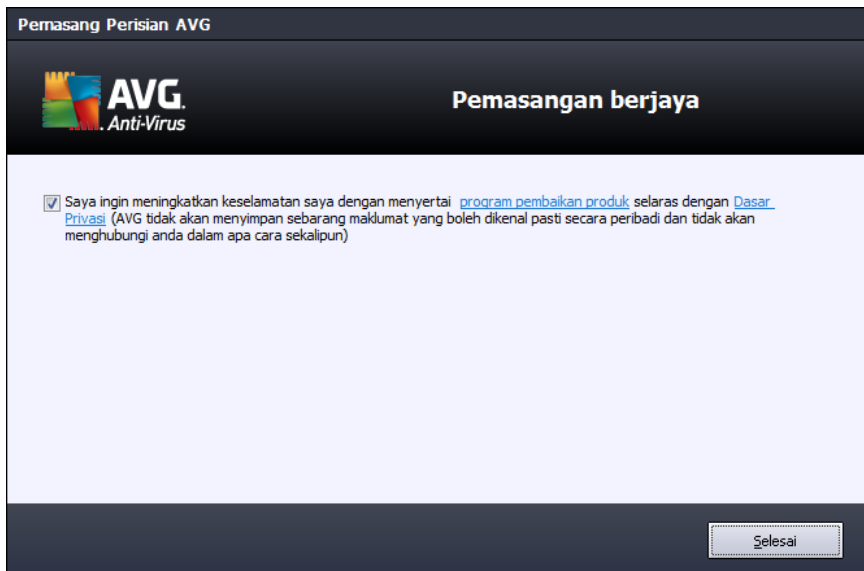 Pemasang Perisian AVG
AVG.
Anti-Virus
Pemasangan berjaya
Saya ingin meningkatkan keselamatan saya dengan menyertai program pembaikan produk selaras dengan Dasar
Privasi (AVG tidak akan menyimpan sebarang maklumat yang boleh dikenal pasti secara peribadi dan tidak akan
menghubungi anda dalam apa cara sekalipun)
Selesai